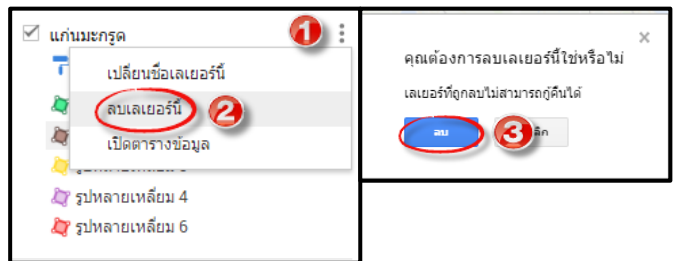 แก่นมะกรูด
1
เปลี่ยนชื่อเลเยอร์นี้
ลบเลเยอร์นี้
2
เปิดตารางข้อมูล
รูปหลายเหลี่ยม 4
รูปหลายเหลี่ยม 6
×
คุณต้องการลบเลเยอร์นี้ใช่หรือไม่
เลเยอร์ที่ถูกลบไม่สามารถกู้คืนได้
ลบ
3